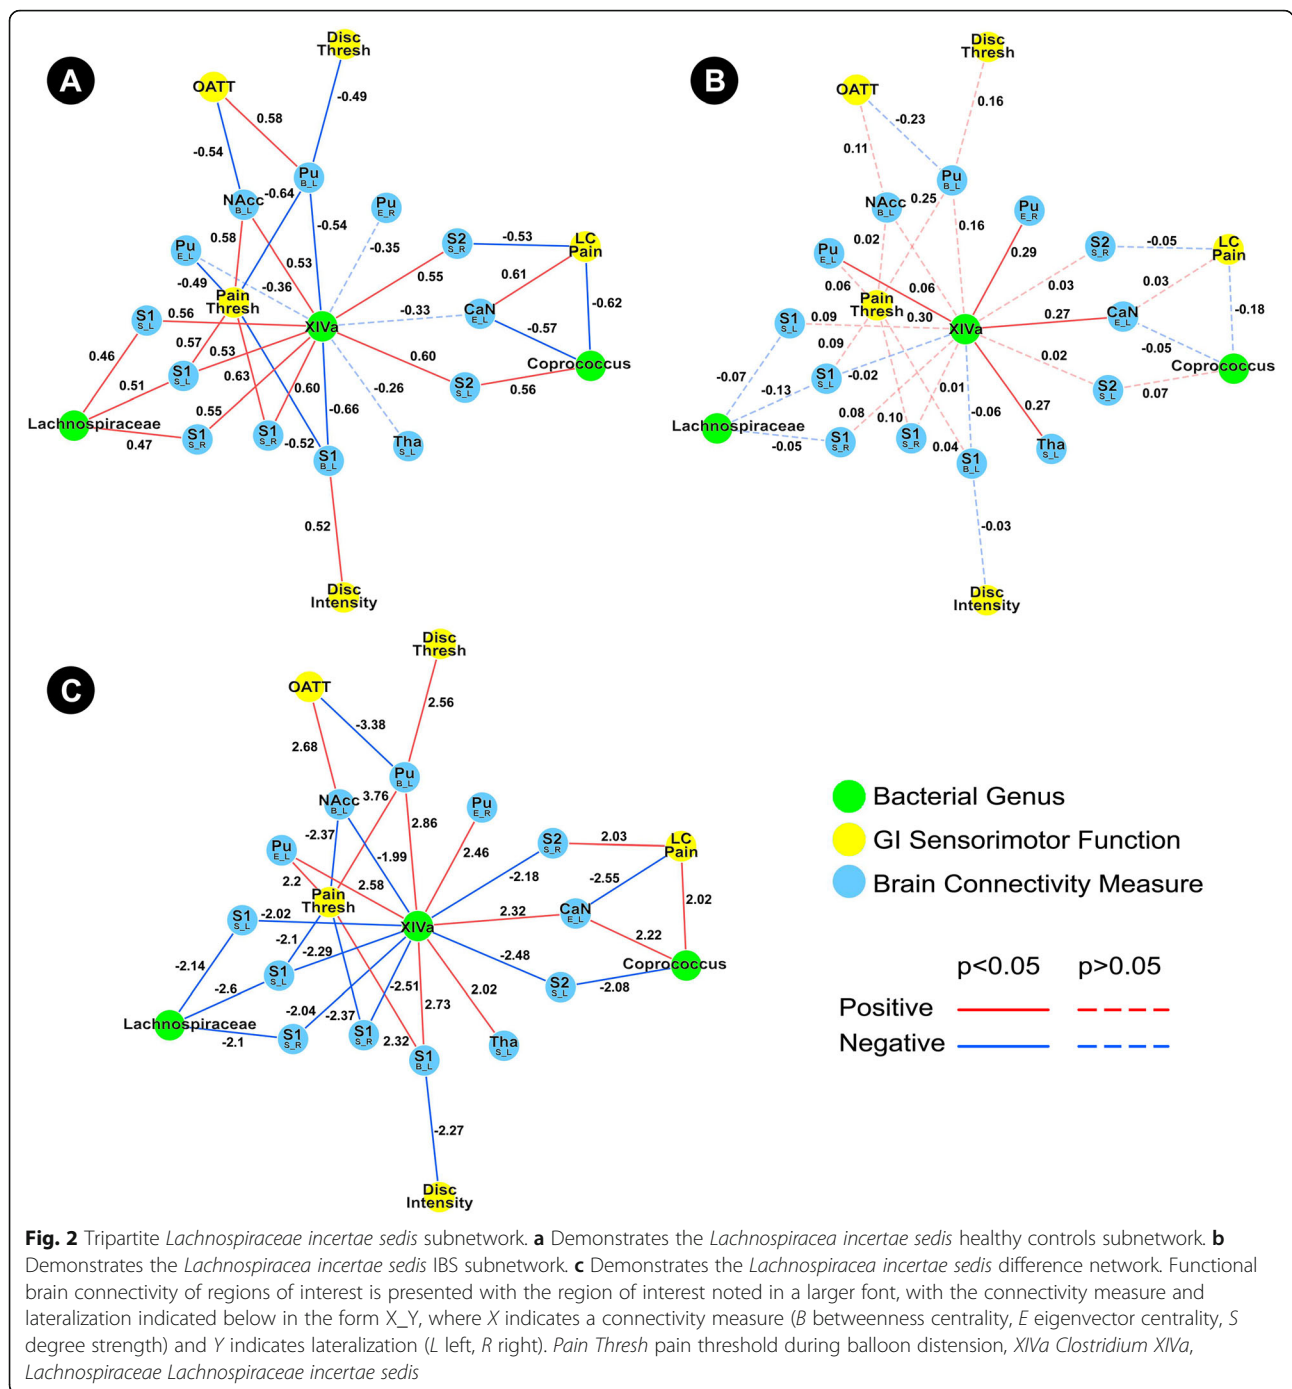 A
Disc
Thresh
OATT
-0.49
0.58
-0.54
Pu
B_L
-0.64
NAcc
B_L
Pu
E_R
-0.54
-0.35
Pu
E_L
0.58
S2
S_R
-0.53
LC
Pain
0.53
0.55
0.61
-0.49
-0.36
Pain
Thresh
-0.62
S1
S_L
0.56
XIVa
-0.33
CaN
E_L
-0.57
0.57
0.53
0.46
0.60
Coprococcus
S1
S_L
0.63
0.60
-0.26
S2
S_L
0.56
0.51
0.55
-0.66
Lachnospiraceae
0.47
S1
S_R
S1
S_R
-0.52
Tha
S_L
S1
B_L
0.52
Disc
Intensity
B
Disc
Thresh
OATT
0.16
-0.23
0.11
Pu
B_L
0.25
NAcc
B_L
Pu
E_R
0.16
Pu
E_L
0.02
0.29
S2
S_R
-0.05
LC
Pain
0.06
0.06
0.03
0.03
Pain
Thresh
0.30
-0.18
S1
S_L
0.09
XIVa
0.27
CaN
E_L
-0.05
0.09
0.02
Coprococcus
-0.07
S1
S_L
-0.02
0.01
S2
S_L
0.07
-0.13
0.08
0.10
-0.06
0.27
Lachnospiraceae
-0.05
S1
S_R
S1
S_R
0.04
Tha
S_L
S1
B_L
-0.03
Disc
Intensity
C
Disc
Thresh
OATT
2.56
-3.38
2.68
Pu
B_L
3.76
NAcc
B_L
Pu
E_R
2.86
-2.37
2.46
Pu
E_L
-1.99
S2
S_R
2.03
LC
Pain
2.2
2.58
-2.18
-2.55
Pain
Thresh
2.02
S1
S_L
-2.02
XIVa
2.32
CaN
E_L
2.22
-2.1
-2.29
-2.48
Coprococcus
-2.14
S1
S_L
-2.6
-2.51
2.73
2.02
S2
S_L
-2.08
-2.04
-2.37
Lachnospiraceae
-2.1
S1
S_R
S1
S_R
2.32
Tha
S_L
S1
B_L
-2.27
Disc
Intensity
Bacterial Genus
GI Sensorimotor Function
Brain Connectivity Measure
p<0.05 p>0.05
Positive
Negative
Fig. 2 Tripartite Lachnospiraceae incertae sedis subnetwork. a Demonstrates the Lachnospiracea incertae sedis healthy controls subnetwork. b
Demonstrates the Lachnospiracea incertae sedis IBS subnetwork. c Demonstrates the Lachnospiracea incertae sedis difference network. Functional
brain connectivity of regions of interest is presented with the region of interest noted in a larger font, with the connectivity measure and
lateralization indicated below in the form X_Y, where X indicates a connectivity measure (B betweenness centrality, E eigenvector centrality, S
degree strength) and Y indicates lateralization (L left, R right). Pain Thresh pain threshold during balloon distension, XIVa Clostridium XIVa,
Lachnospiraceae Lachnospiraceae incertae sedis